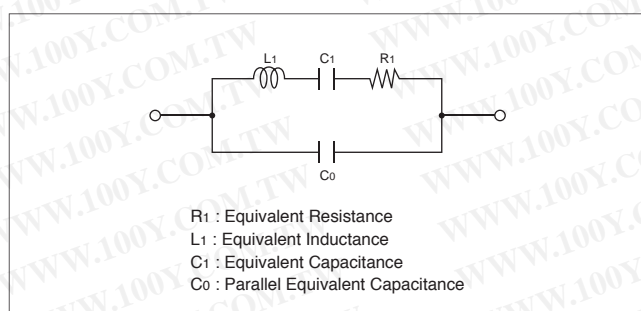 L1 C1 R1
C0
R1 : Equivalent Resistance
L1 : Equivalent Inductance
C1 : Equivalent Capacitance
C0 : Parallel Equivalent Capacitance
WWW.100Y.COM.TW